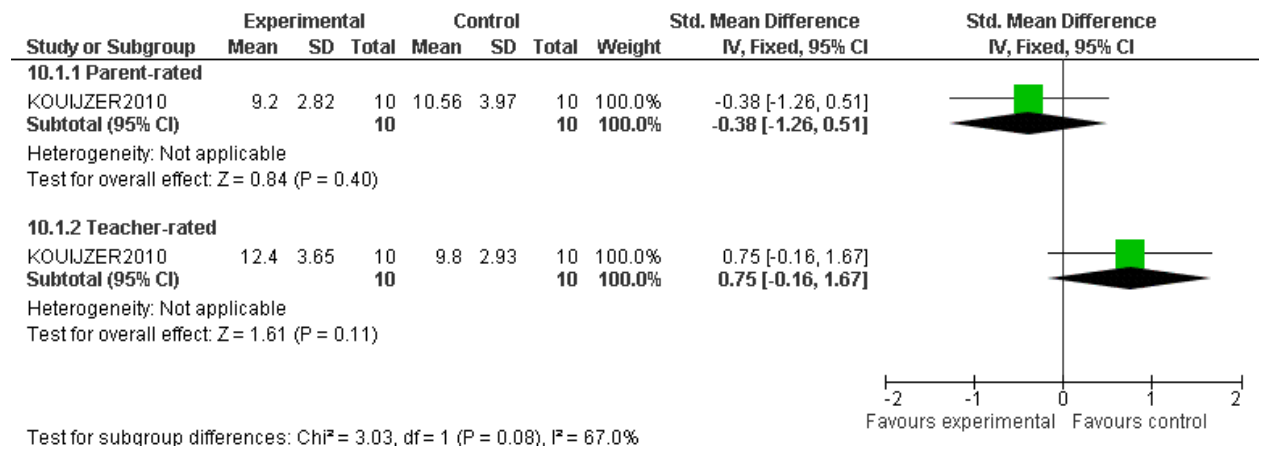 Experimental Control Std. Mean Difference Std. Mean Difference
Study or Subgroup Mean SD Total Mean SD Total Weight IV, Fixed, 95% CI IV, Fixed, 95% CI
10.1.1 Parent-rated
KOUIJZER2010 9.2 2.82 10 10.56 3.97 10 100.0% -0.38 [-1.26, 0.51]
Subtotal (95% CI) 10 10 100.0% -0.38 [-1.26, 0.51]
Heterogeneity: Not applicable
Test for overall effect: Z = 0.84 (P = 0.40)
10.1.2 Teacher-rated
KOUIJZER2010 12.4 3.65 10 9.8 2.93 10 100.0% 0.75 [-0.16, 1.67]
Subtotal (95% CI) 10 10 100.0% 0.75 [-0.16, 1.67]
Heterogeneity: Not applicable
Test for overall effect: Z = 1.61 (P = 0.11)
-2 -1 0 1 2
Favours experimental Favours control
Test for subgroup differences: Chi² = 3.03, df = 1 (P = 0.08), I² = 67.0%